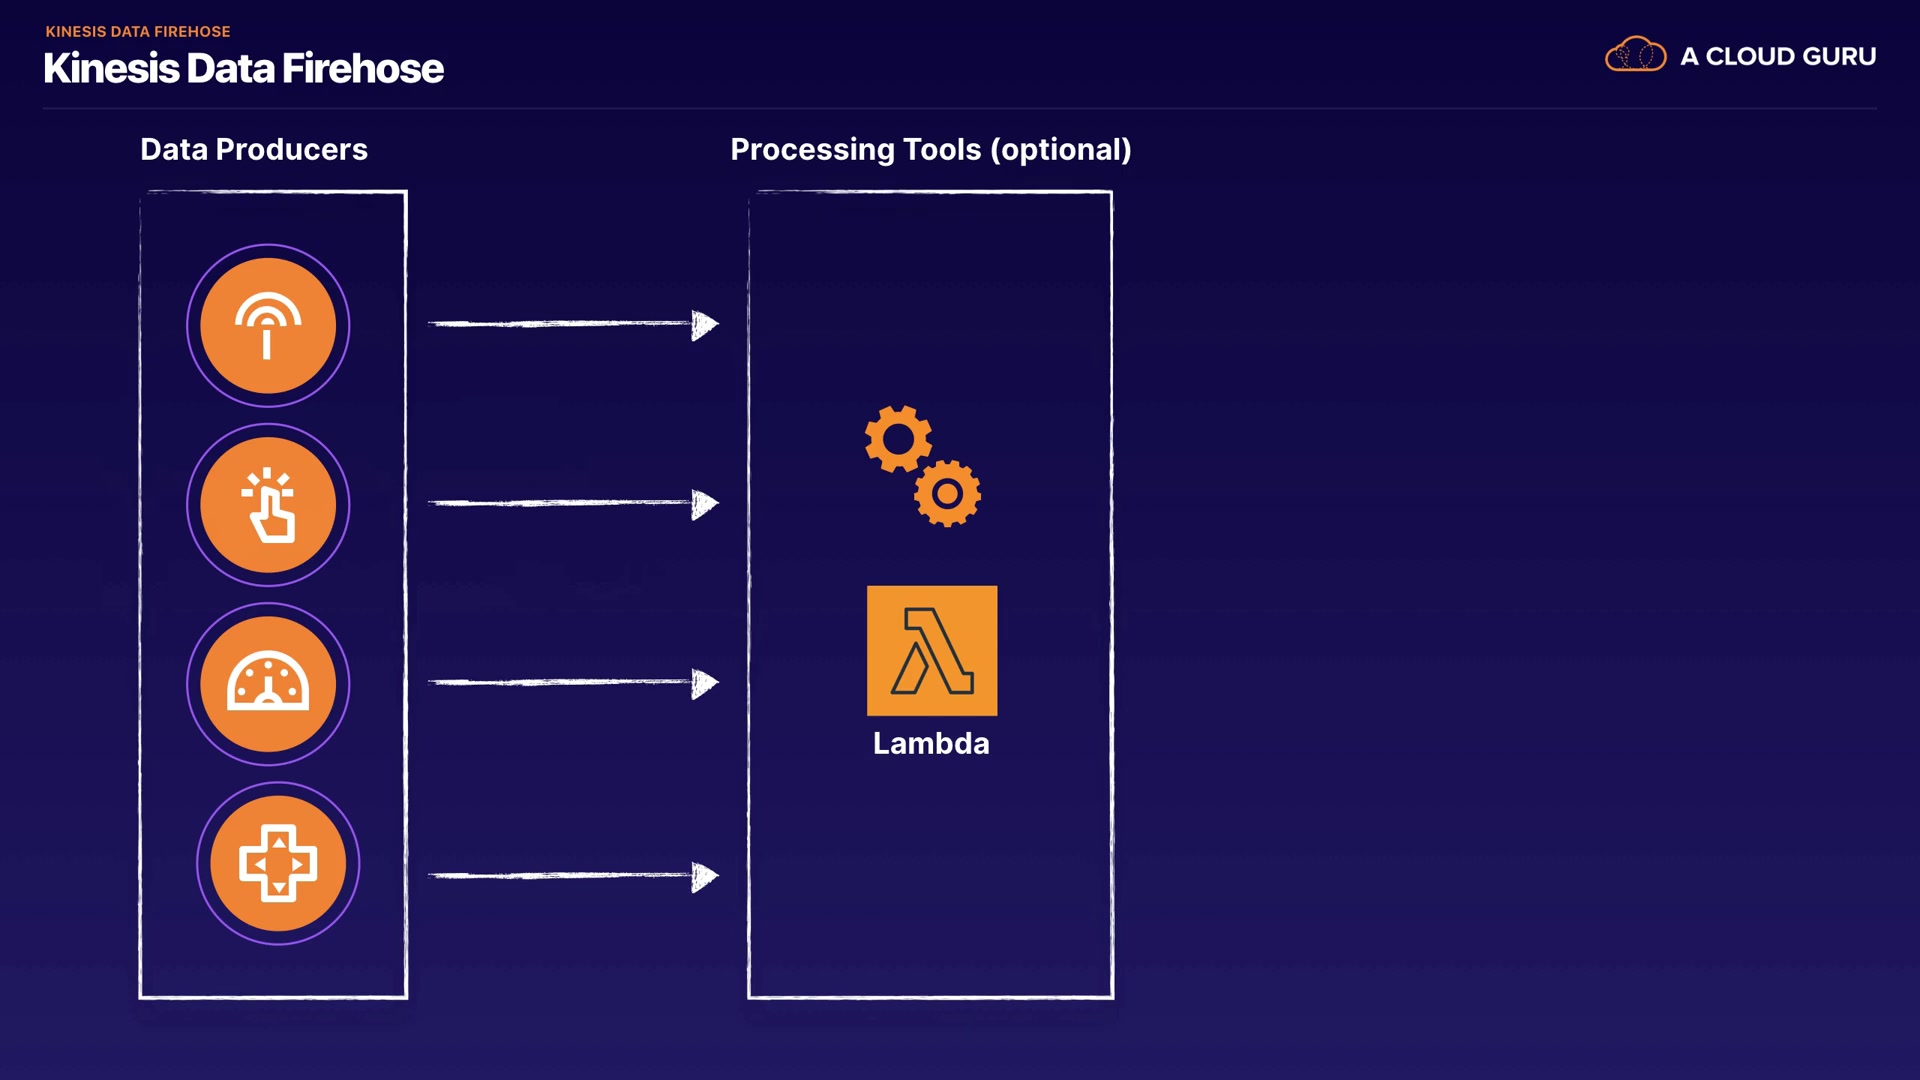 KINESIS DATA FIREHOSE
Kinesis Data Firehose
A CLOUD GURU
Data Producers
Processing Tools (optional)
Lambda